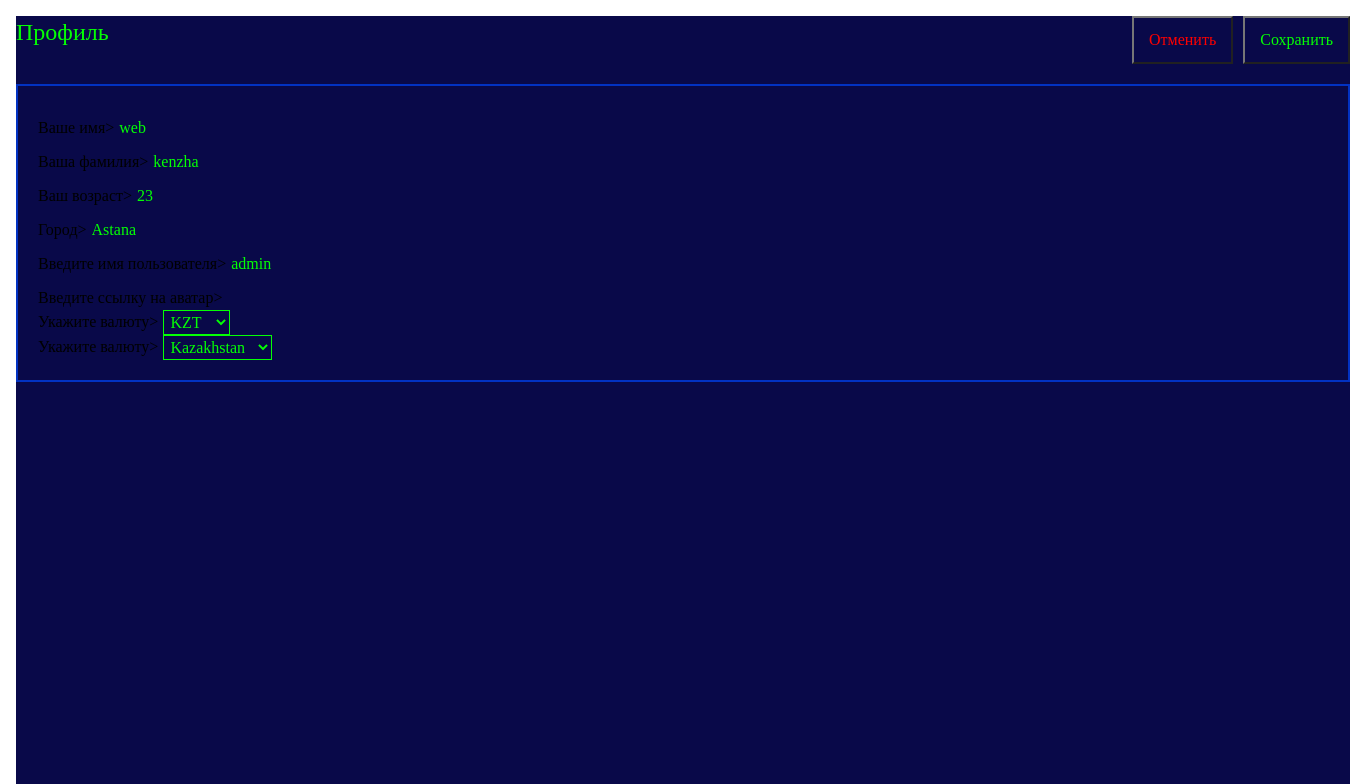 Профиль
Отменить
Сохранить
Ваше имя> web
Ваша фамилия> kenzha
Ваш возраст> 23
Город> Astana
Введите имя пользователя> admin
Введите ссылку на аватар>
Укажите валюту> KZT
Укажите валюту> Kazakhstan